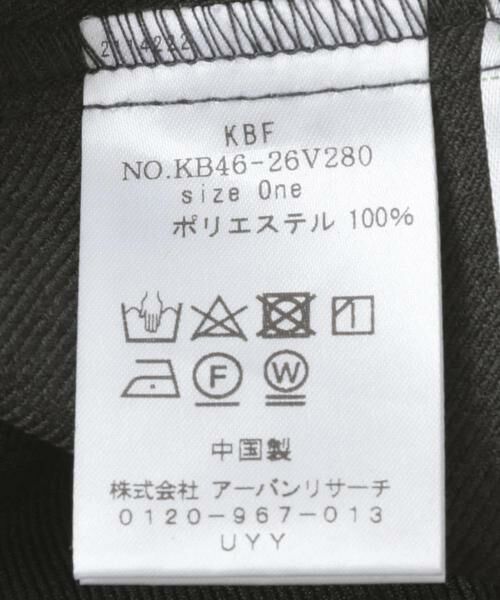 KBF
NO.KB46-26V280
size One
ポリエステル 100%
F W
中国製
株式会社 アーバンリサーチ
0120-967-013
UYY